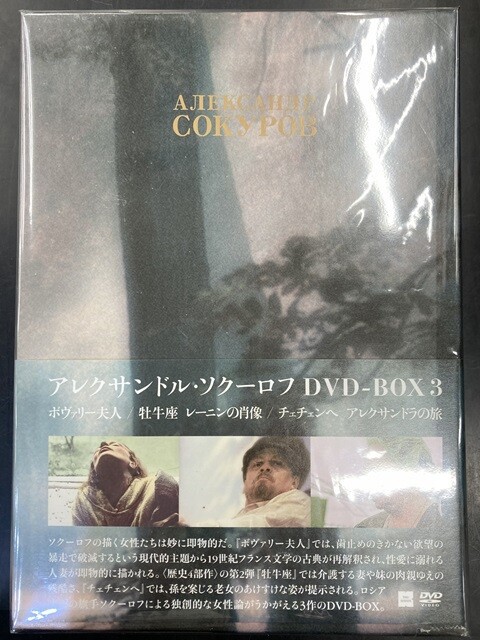 АЛЕКСАНДР
СОКУРОВ
アレクサンドル・ソクーロフ DVD-BOX 3
ボヴァリー夫人 / 牡牛座 レーニンの肖像 / チェチェンへ アレクサンドラの旅
ソクーロフの描く女性たちは妙に即物的だ。『ボヴァリー夫人』では、歯止めのきかない欲望の
暴走で破滅するという現代的主題から19世紀フランス文学の古典が再解釈され、性愛に溺れる
人妻が即物的に描かれる。〈歴史4部作〉の第2弾『牡牛座』では介護する妻や妹の肉親ゆえの
さ、『チェチェンへ』では、孫を案じる老女のあけすけな姿が提示される。ロシア
旗手ソクーロフによる独創的な女性論がうかがえる3作のDVD-BOX。
DVD
VIDEO